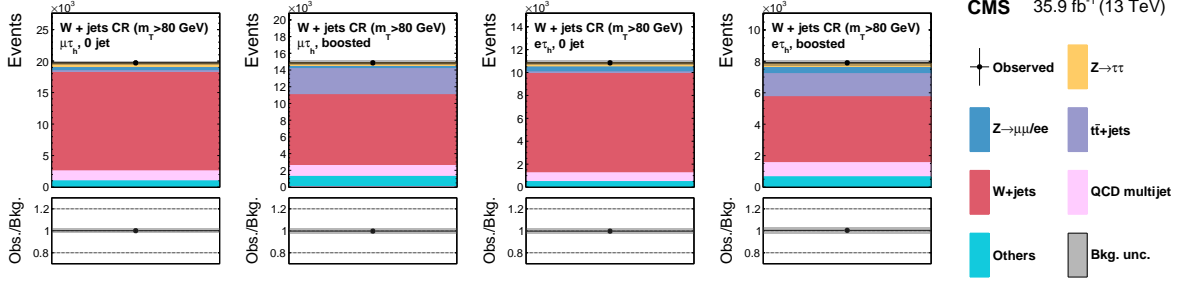 ×10³
W + jets CR (m_T>80 GeV)
μτ_h, 0 jet
Events
25
20
15
10
5
0
Obs./Bkg.
1.2
1
0.8
×10³
W + jets CR (m_T>80 GeV)
μτ_h, boosted
Events
20
18
16
14
12
10
8
6
4
2
0
Obs./Bkg.
1.2
1
0.8
×10³
W + jets CR (m_T>80 GeV)
eτ_h, 0 jet
Events
14
12
10
8
6
4
2
0
Obs./Bkg.
1.2
1
0.8
×10³
W + jets CR (m_T>80 GeV)
eτ_h, boosted
Events
10
8
6
4
2
0
Obs./Bkg.
1.2
1
0.8
CMS 35.9 fb⁻¹ (13 TeV)
Observed Z→ττ
Z→μμ/ee tt̄+jets
W+jets QCD multijet
Others Bkg. unc.